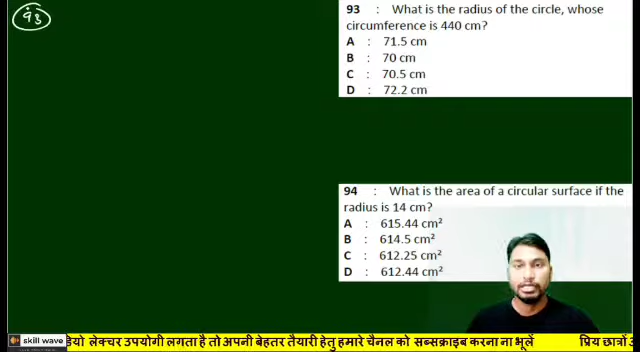 93
93 : What is the radius of the circle, whose
circumference is 440 cm?
A : 71.5 cm
B : 70 cm
C : 70.5 cm
D : 72.2 cm
94 : What is the area of a circular surface if the
radius is 14 cm?
A : 615.44 cm²
B : 614.5 cm²
C : 612.25 cm²
D : 612.44 cm²
skill wave
लेक्चर उपयोगी लगता है तो अपनी बेहतर तैयारी हेतु हमारे चैनल को सब्सक्राइब करना ना भूलें प्रिय छात्रों